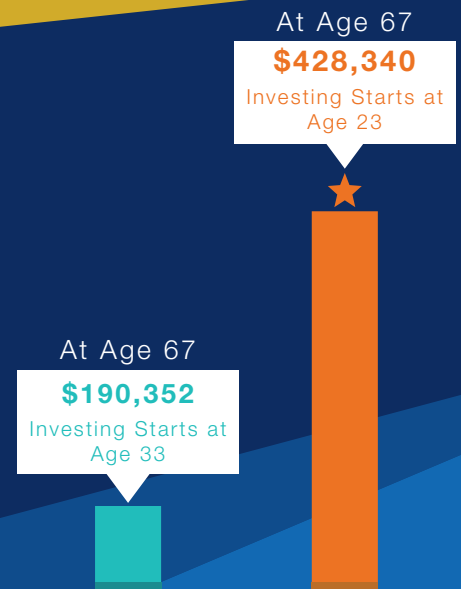 At Age 67
$428,340
Investing Starts at
Age 23
At Age 67
$190,352
Investing Starts at
Age 33